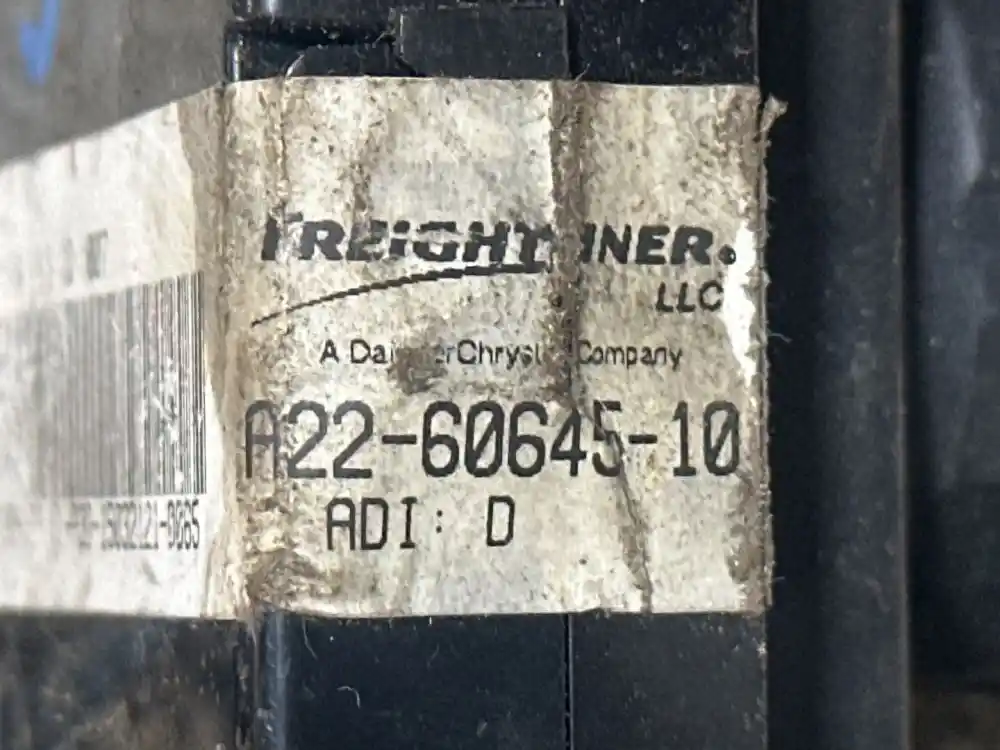 FREIGHTLINER.
LLC
A DaimlerChrysler Company
A22-60645-10
ADI: D